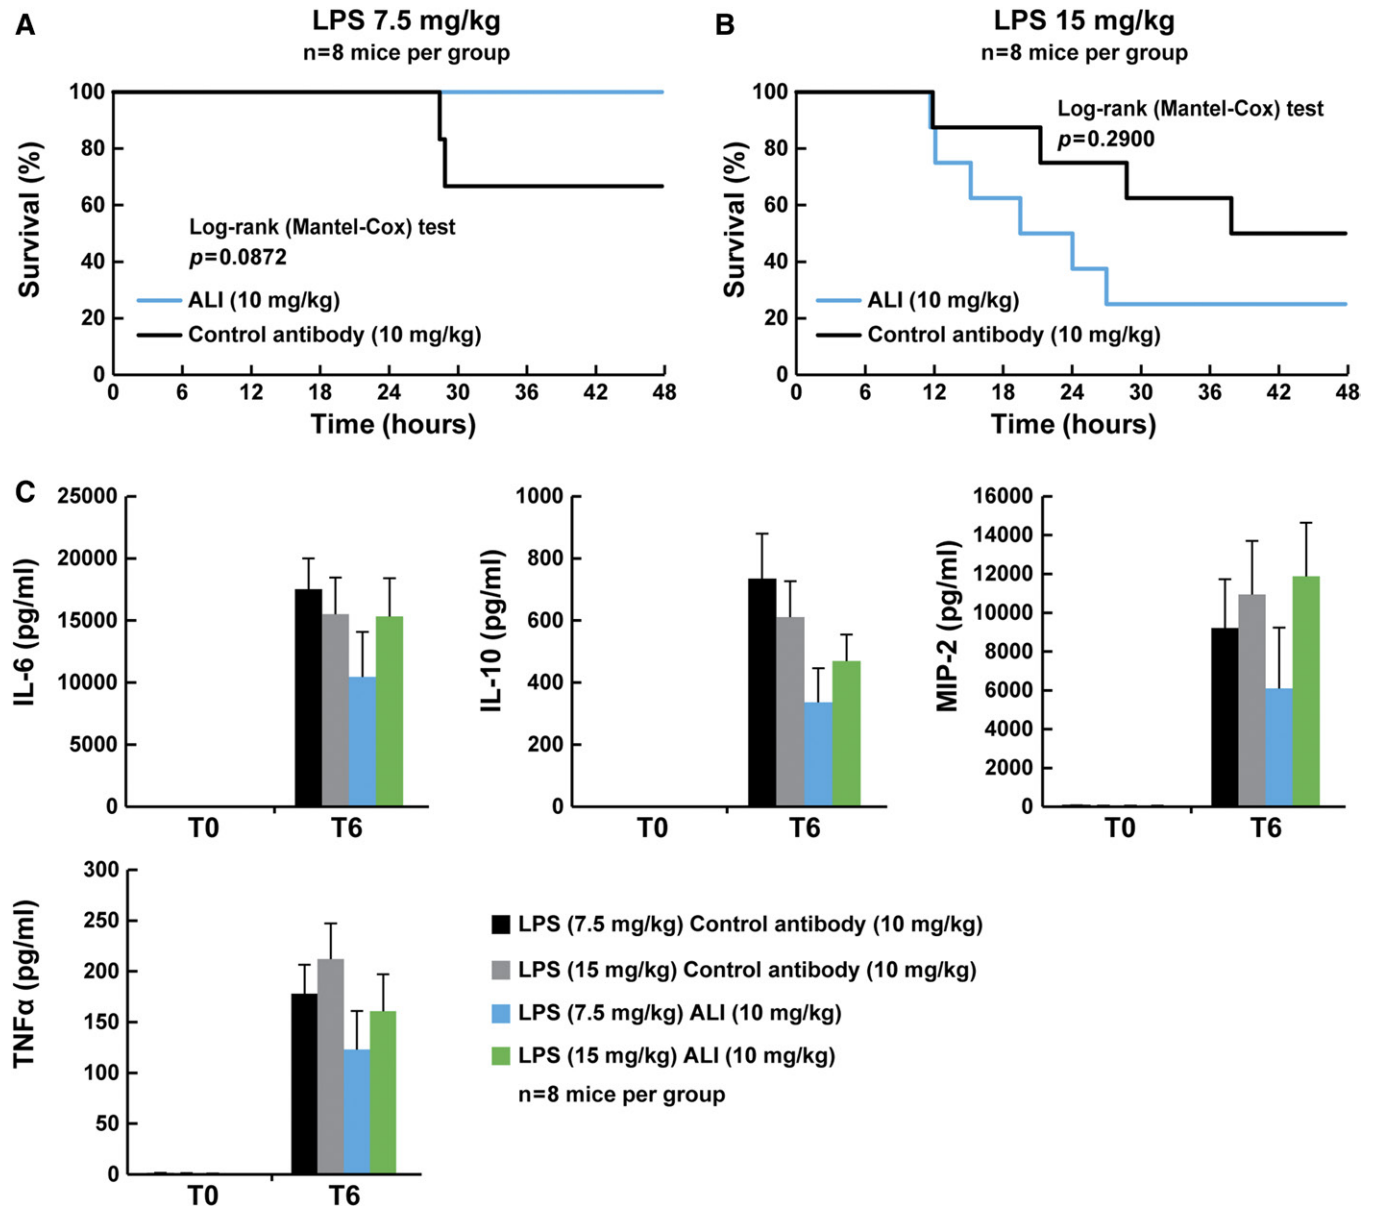 A
LPS 7.5 mg/kg
n=8 mice per group
Survival (%)
100
80
60
40
20
0
Log-rank (Mantel-Cox) test
p=0.0872
ALI (10 mg/kg)
Control antibody (10 mg/kg)
0 6 12 18 24 30 36 42 48
Time (hours)
B
LPS 15 mg/kg
n=8 mice per group
Survival (%)
100
80
60
40
20
0
Log-rank (Mantel-Cox) test
p=0.2900
ALI (10 mg/kg)
Control antibody (10 mg/kg)
0 6 12 18 24 30 36 42 48
Time (hours)
C
IL-6 (pg/ml)
25000
20000
15000
10000
5000
0
T0 T6
IL-10 (pg/ml)
1000
800
600
400
200
0
T0 T6
MIP-2 (pg/ml)
16000
14000
12000
10000
8000
6000
4000
2000
0
T0 T6
TNFα (pg/ml)
300
250
200
150
100
50
0
T0 T6
LPS (7.5 mg/kg) Control antibody (10 mg/kg)
LPS (15 mg/kg) Control antibody (10 mg/kg)
LPS (7.5 mg/kg) ALI (10 mg/kg)
LPS (15 mg/kg) ALI (10 mg/kg)
n=8 mice per group